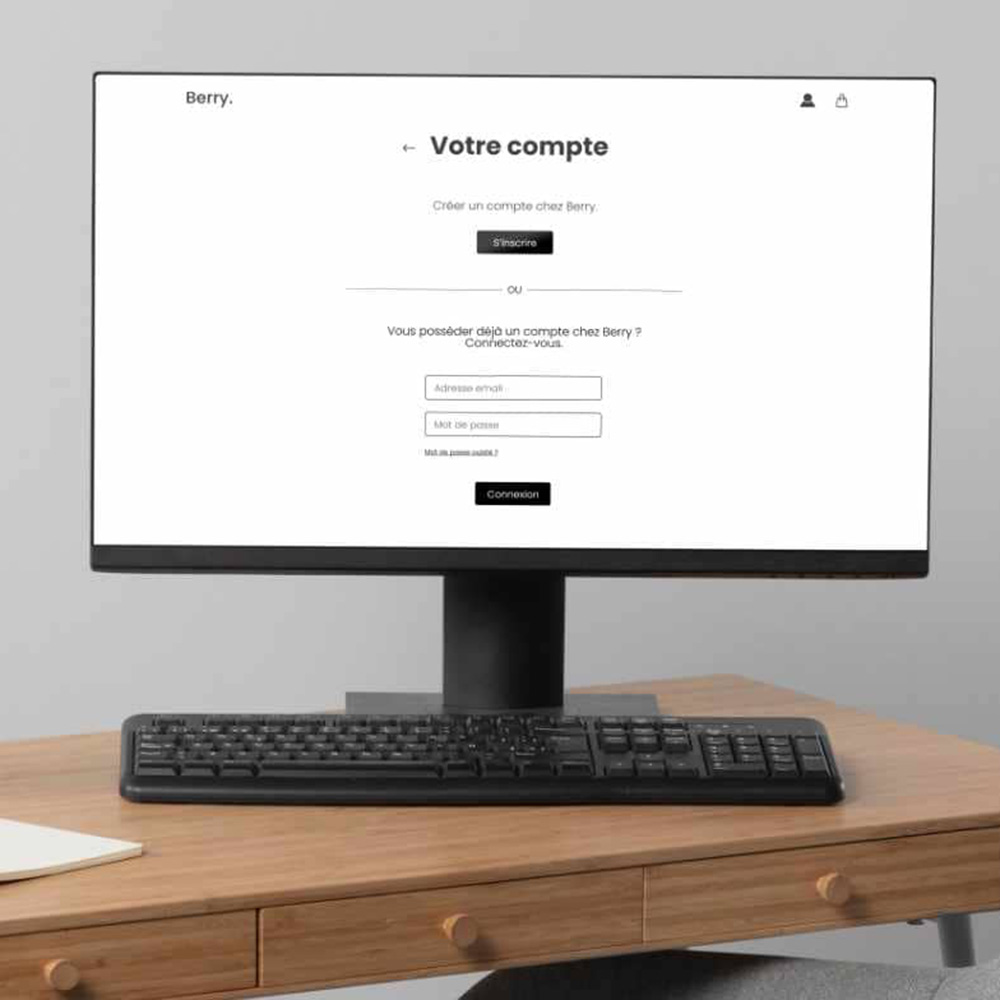 Berry.
← Votre compte
Créer un compte chez Berry.
S'inscrire
OU
Vous posséder déjà un compte chez Berry ?
Connectez-vous.
Adresse email
Mot de passe
Mot de passe oublié ?
Connexion